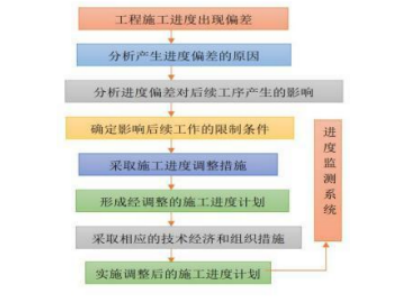 工程施工进度出现偏差
分析产生进度偏差的原因
分析进度偏差对后续工序产生的影响
确定影响后续工作的限制条件
采取施工进度调整措施
形成经调整的施工进度计划
采取相应的技术经济和组织措施
实施调整后的施工进度计划
进度监测系统